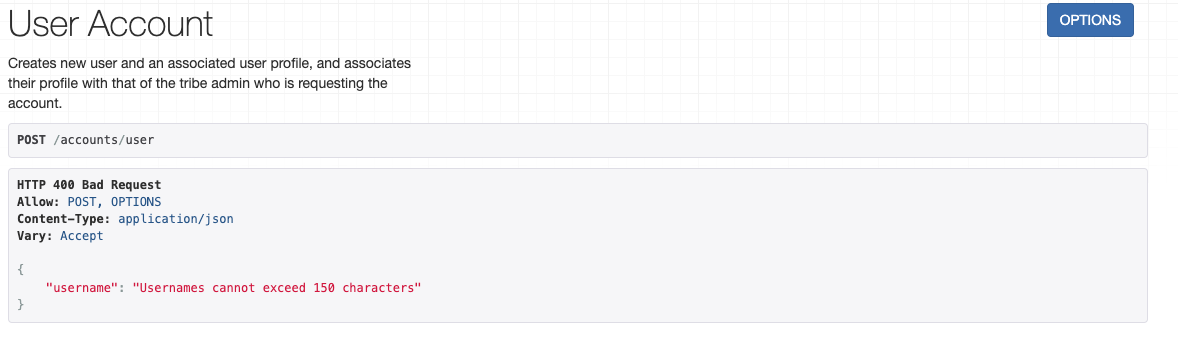 User Account
OPTIONS
Creates new user and an associated user profile, and associates
their profile with that of the tribe admin who is requesting the
account.
POST /accounts/user
HTTP 400 Bad Request
Allow: POST, OPTIONS
Content-Type: application/json
Vary: Accept
{
    "username": "Usernames cannot exceed 150 characters"
}